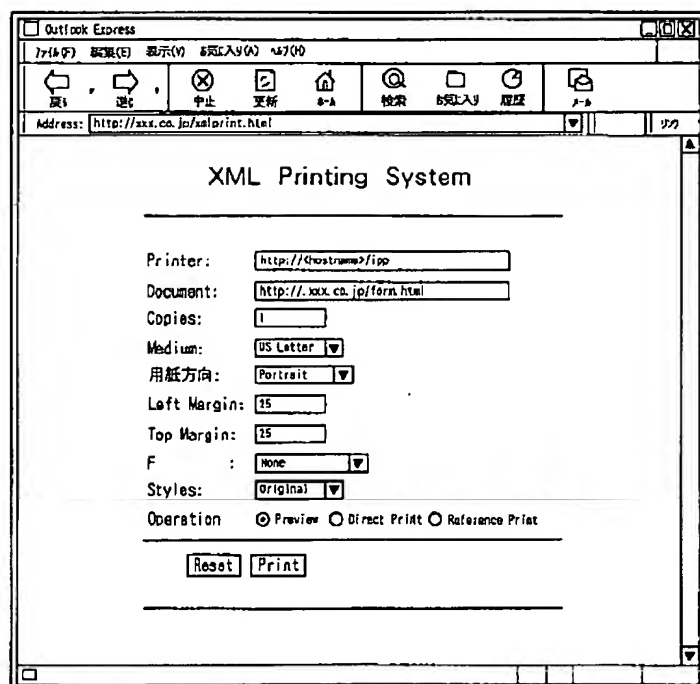 Outlook Express
ファイル(F) 編集(E) 表示(V) お気に入り(A) ヘルプ(H)
戻る 進む 中止 更新 ホーム 検索 お気に入り 履歴 メール
Address: http://xxx.co.jp/xmlprint.html リンク
XML Printing System
Printer: http://<hostname>/ipp
Document: http://.xxx.co.jp/form.html
Copies: 1
Medium: US Letter
用紙方向: Portrait
Left Margin: 25
Top Margin: 25
F : None
Styles: Original
Operation Preview Direct Print Reference Print
Reset Print